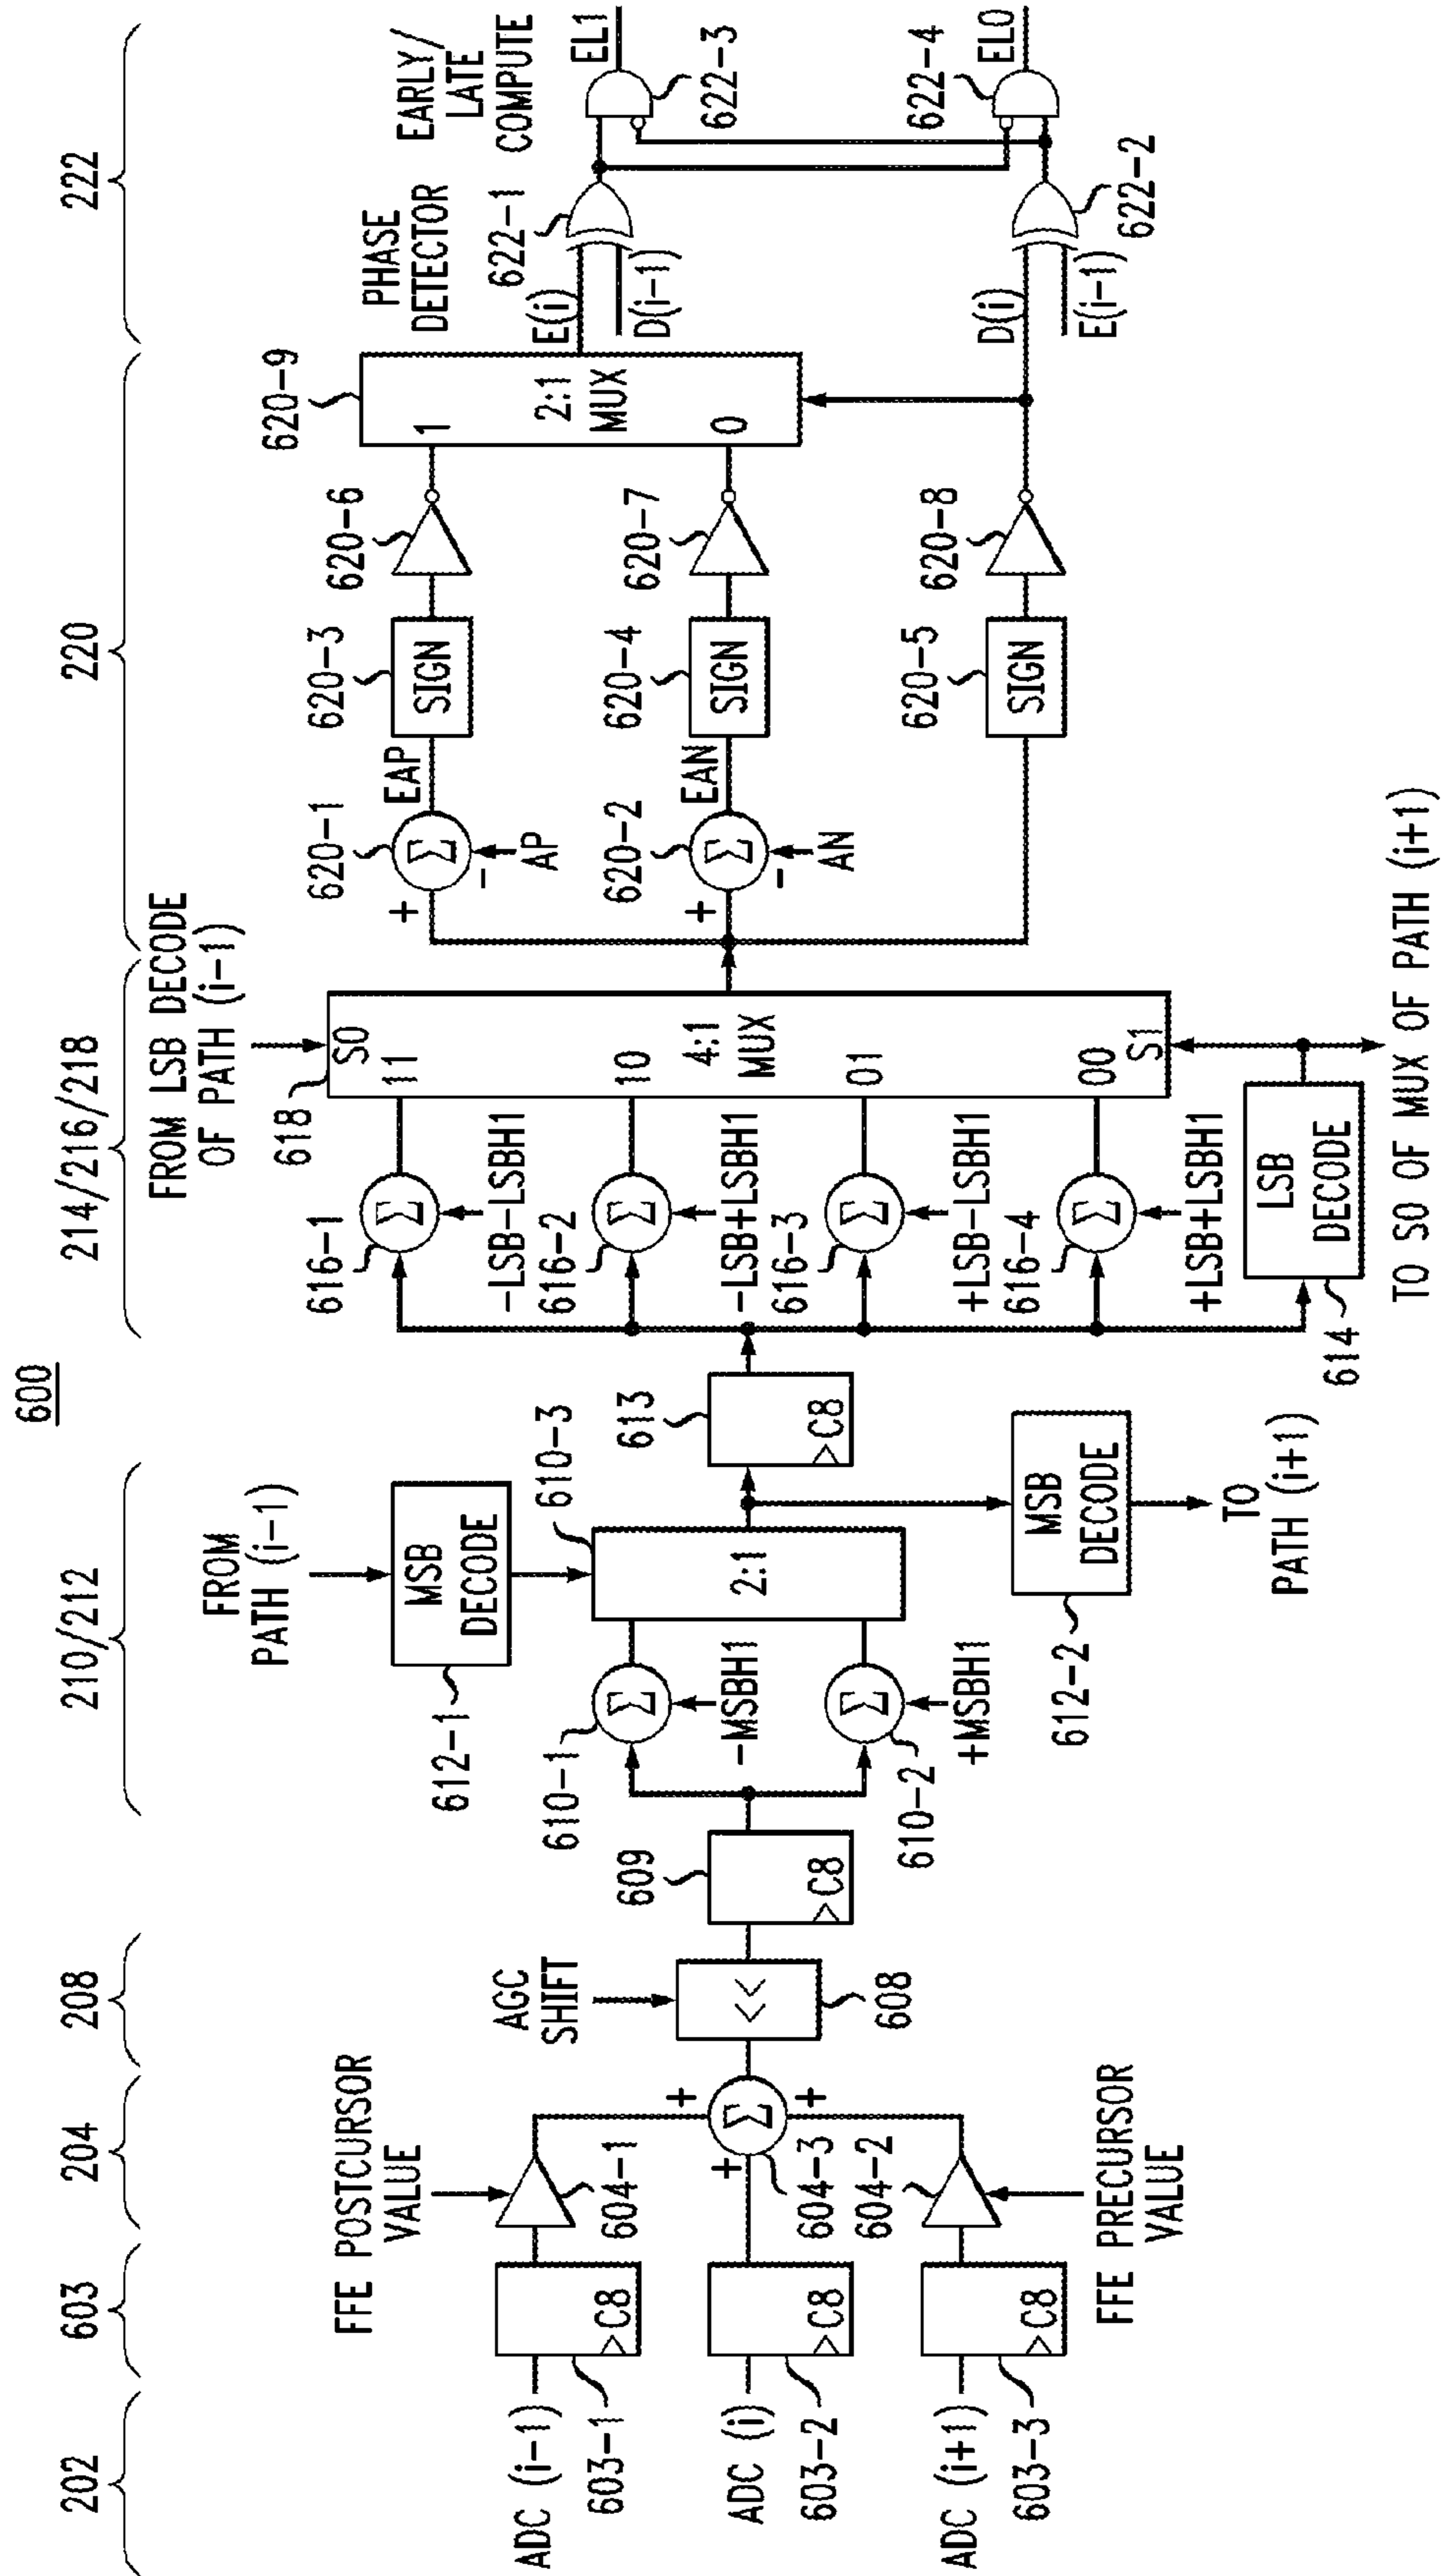 600
202
603
204
208
210/212
214/216/218
220
222
ADC (i-1)
603-1
ADC (i)
603-2
ADC (i+1)
603-3
>C8
>C8
>C8
FFE POSTCURSOR
VALUE
604-1
604-3
604-2
FFE PRECURSOR
VALUE
+
+
+
Σ
AGC
SHIFT
<<
608
609
>C8
FROM
PATH (i-1)
MSB
DECODE
612-1
610-1
Σ
-MSBH1
610-2
Σ
+MSBH1
610-3
2:1
MSB
DECODE
612-2
TO
PATH (i+1)
613
>C8
FROM LSB DECODE
OF PATH (i-1)
618
616-1
Σ
-LSB-LSBH1
616-2
Σ
-LSB+LSBH1
616-3
Σ
+LSB-LSBH1
616-4
Σ
+LSB+LSBH1
S0
11
10
4:1
MUX
01
00
S1
LSB
DECODE
614
TO S0 OF MUX OF PATH (i+1)
620-1
Σ
+
-
AP
EAP
620-2
Σ
+
-
AN
EAN
620-3
SIGN
620-4
SIGN
620-5
SIGN
620-6
620-7
620-8
620-9
1
2:1
MUX
0
PHASE
DETECTOR
E(i)
D(i-1)
622-1
D(i)
E(i-1)
622-2
EARLY/
LATE
COMPUTE
EL1
622-3
622-4
EL0